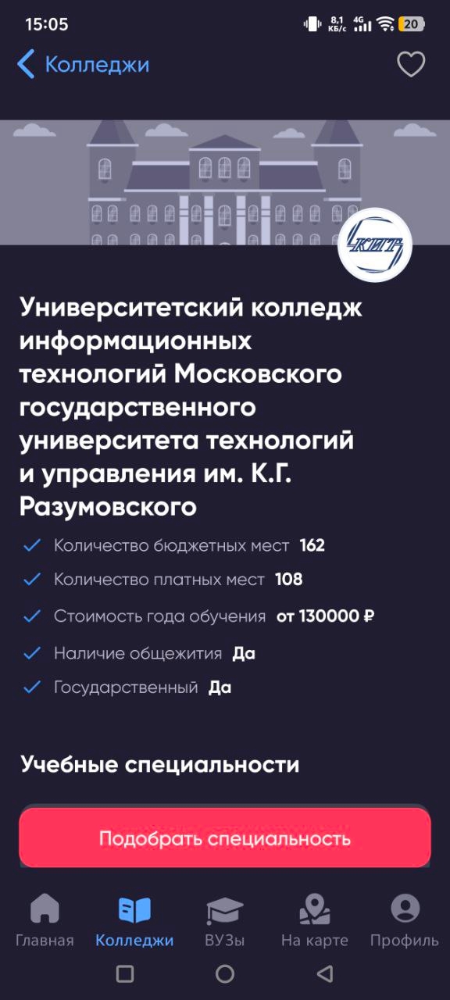 15:05
8,1
КБ/с
4G
20
Колледжи
КИТ
Университетский колледж
информационных
технологий Московского
государственного
университета технологий
и управления им. К.Г.
Разумовского
Количество бюджетных мест 162
Количество платных мест 108
Стоимость года обучения от 130000 ₽
Наличие общежития Да
Государственный Да
Учебные специальности
Подобрать специальность
Главная
Колледжи
ВУЗы
На карте
Профиль